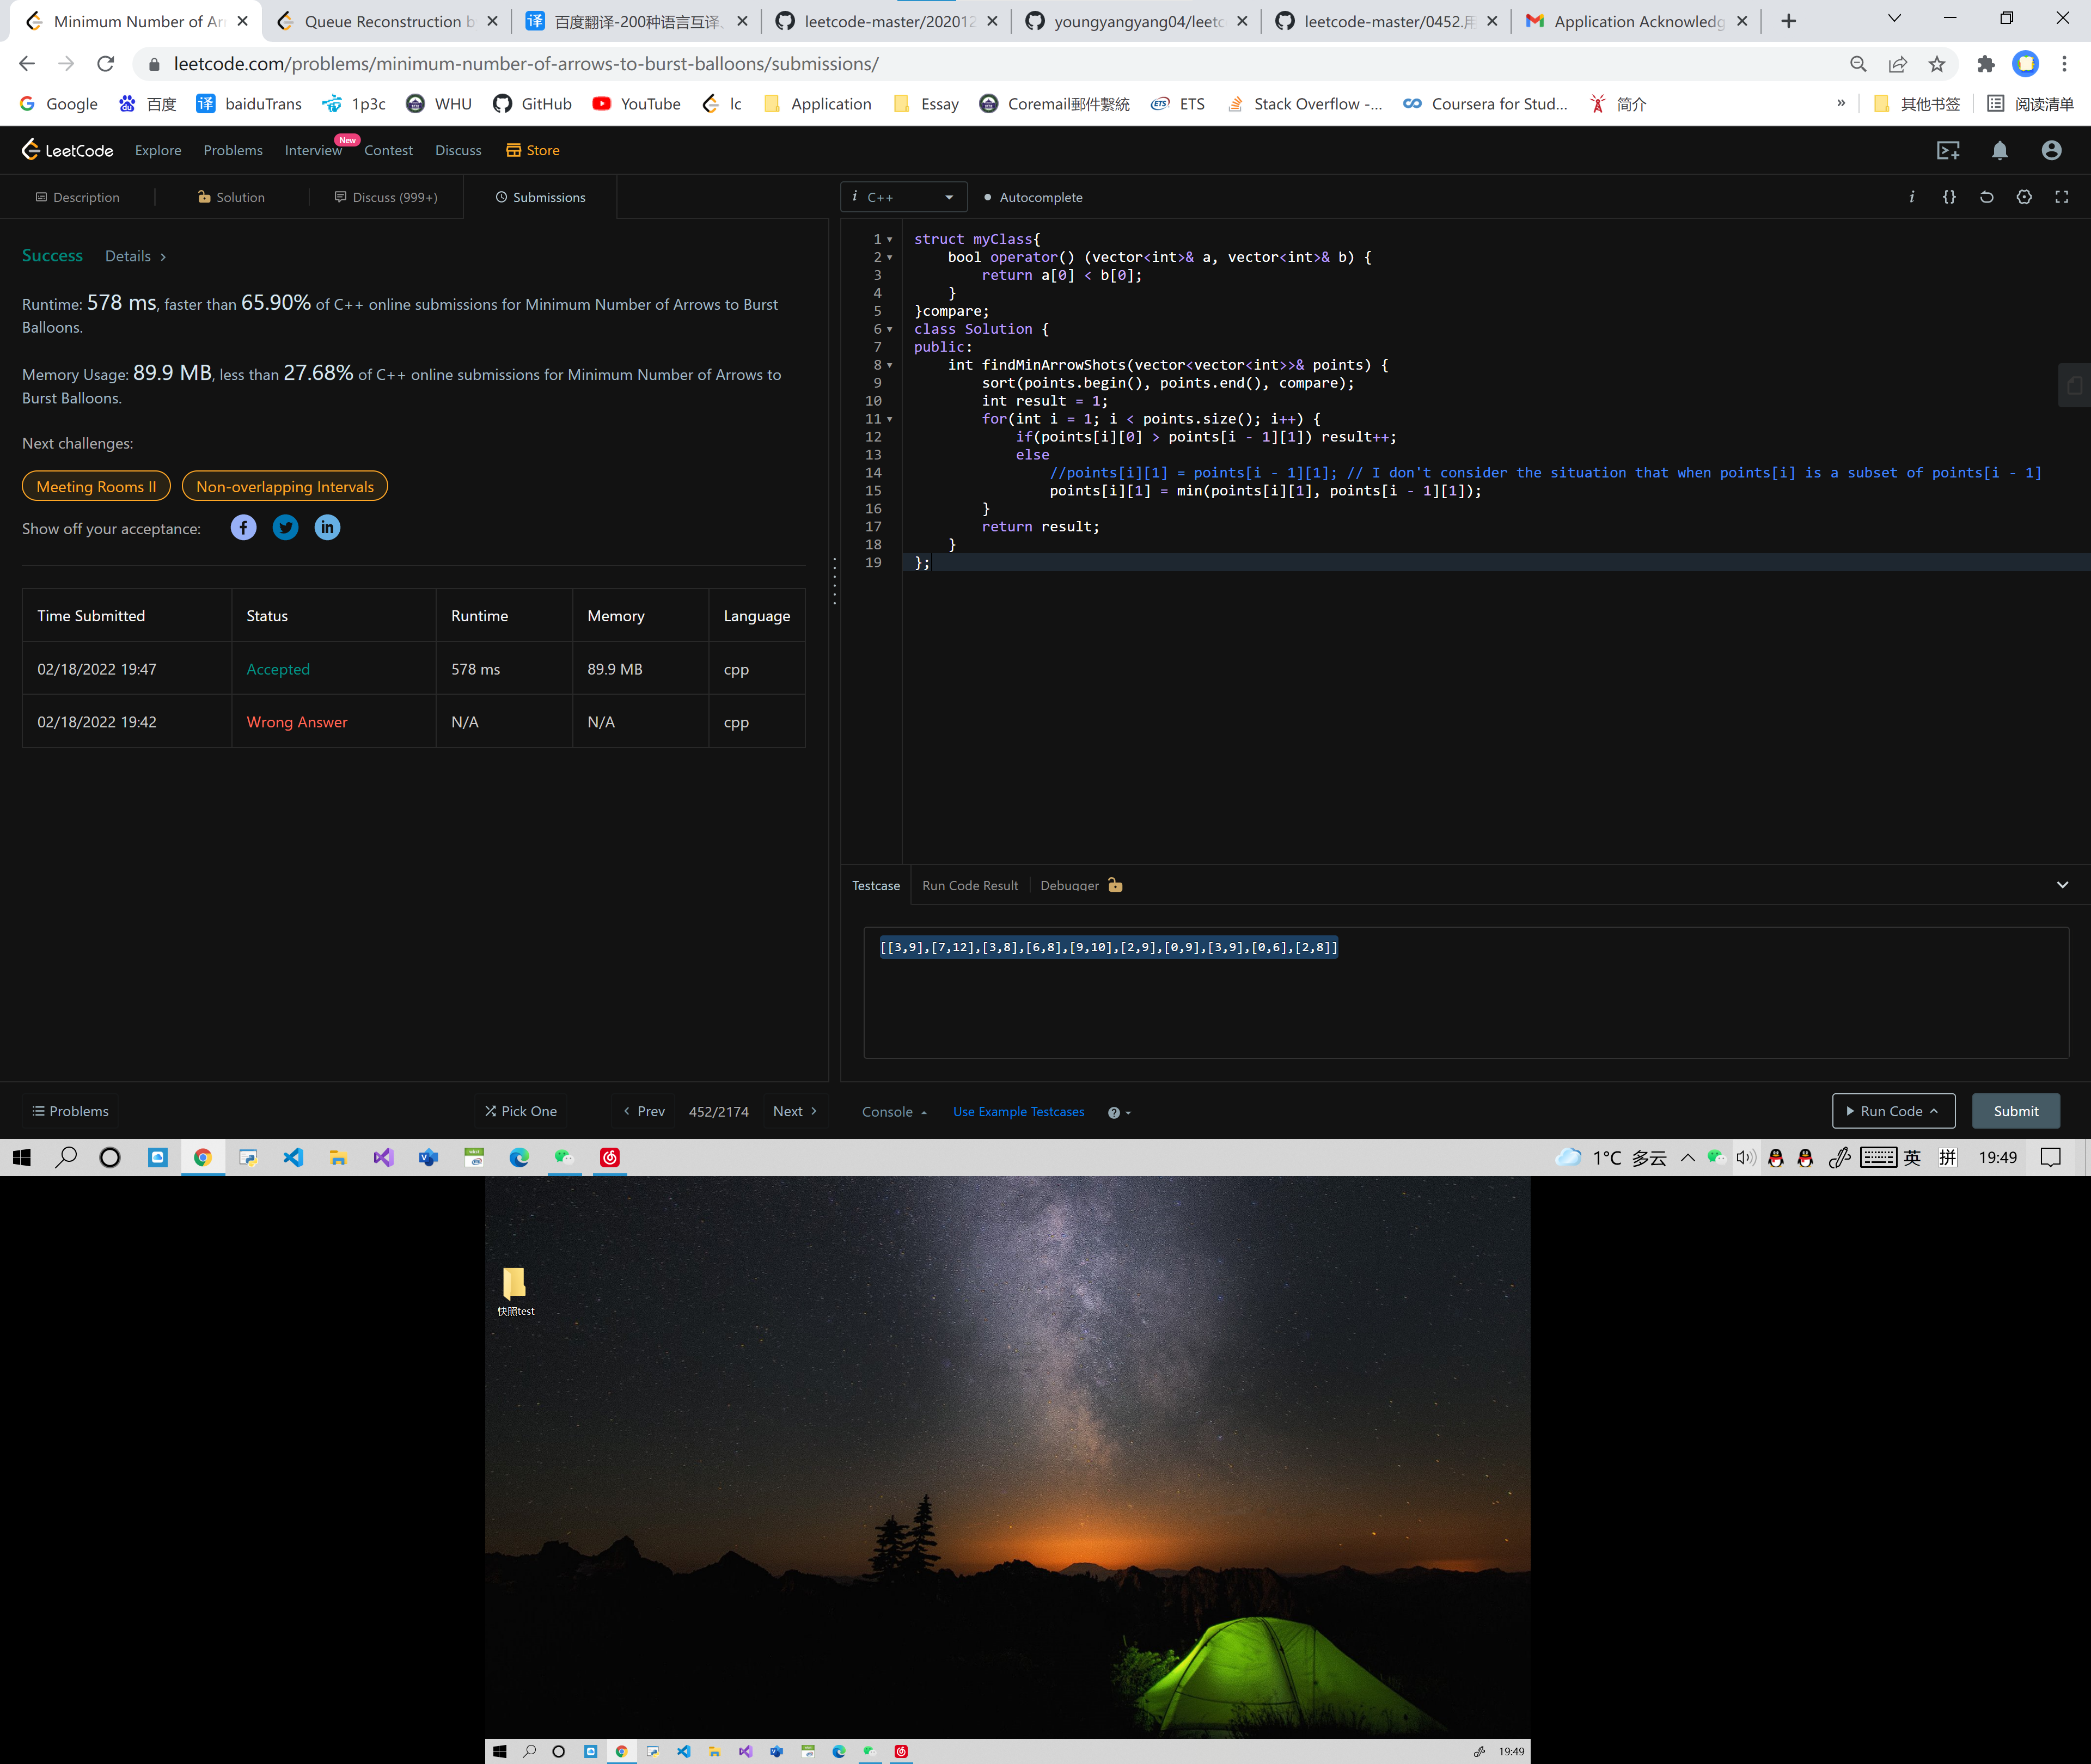 Minimum Number of Ar
Queue Reconstruction b
译 百度翻译-200种语言互译、
leetcode-master/202012
youngyangyang04/leetc
leetcode-master/0452.用
Application Acknowledg
leetcode.com/problems/minimum-number-of-arrows-to-burst-balloons/submissions/
Google
百度
译 baiduTrans
1p3c
WHU
GitHub
YouTube
lc
Application
Essay
Coremail郵件繫統
ETS ETS
Stack Overflow -...
Coursera for Stud...
简介
»
其他书签
阅读清单
LeetCode Explore Problems Interview New Contest Discuss Store
Description Solution Discuss (999+) Submissions
i C++ Autocomplete i {}
Success Details >
Runtime: 578 ms, faster than 65.90% of C++ online submissions for Minimum Number of Arrows to Burst
Balloons.
Memory Usage: 89.9 MB, less than 27.68% of C++ online submissions for Minimum Number of Arrows to
Burst Balloons.
Next challenges:
Meeting Rooms II Non-overlapping Intervals
Show off your acceptance:
Time Submitted Status Runtime Memory Language
02/18/2022 19:47 Accepted 578 ms 89.9 MB cpp
02/18/2022 19:42 Wrong Answer N/A N/A cpp
1 struct myClass{
2 bool operator() (vector<int>& a, vector<int>& b) {
3 return a[0] < b[0];
4 }
5 }compare;
6 class Solution {
7 public:
8 int findMinArrowShots(vector<vector<int>>& points) {
9 sort(points.begin(), points.end(), compare);
10 int result = 1;
11 for(int i = 1; i < points.size(); i++) {
12 if(points[i][0] > points[i - 1][1]) result++;
13 else
14 //points[i][1] = points[i - 1][1]; // I don't consider the situation that when points[i] is a subset of points[i - 1]
15 points[i][1] = min(points[i][1], points[i - 1][1]);
16 }
17 return result;
18 }
19 };
Testcase Run Code Result Debugger
[[3,9],[7,12],[3,8],[6,8],[9,10],[2,9],[0,9],[3,9],[0,6],[2,8]]
Problems Pick One < Prev 452/2174 Next >
Console Use Example Testcases ? Run Code Submit
1°C 多云 英 拼 19:49
快照test
19:49